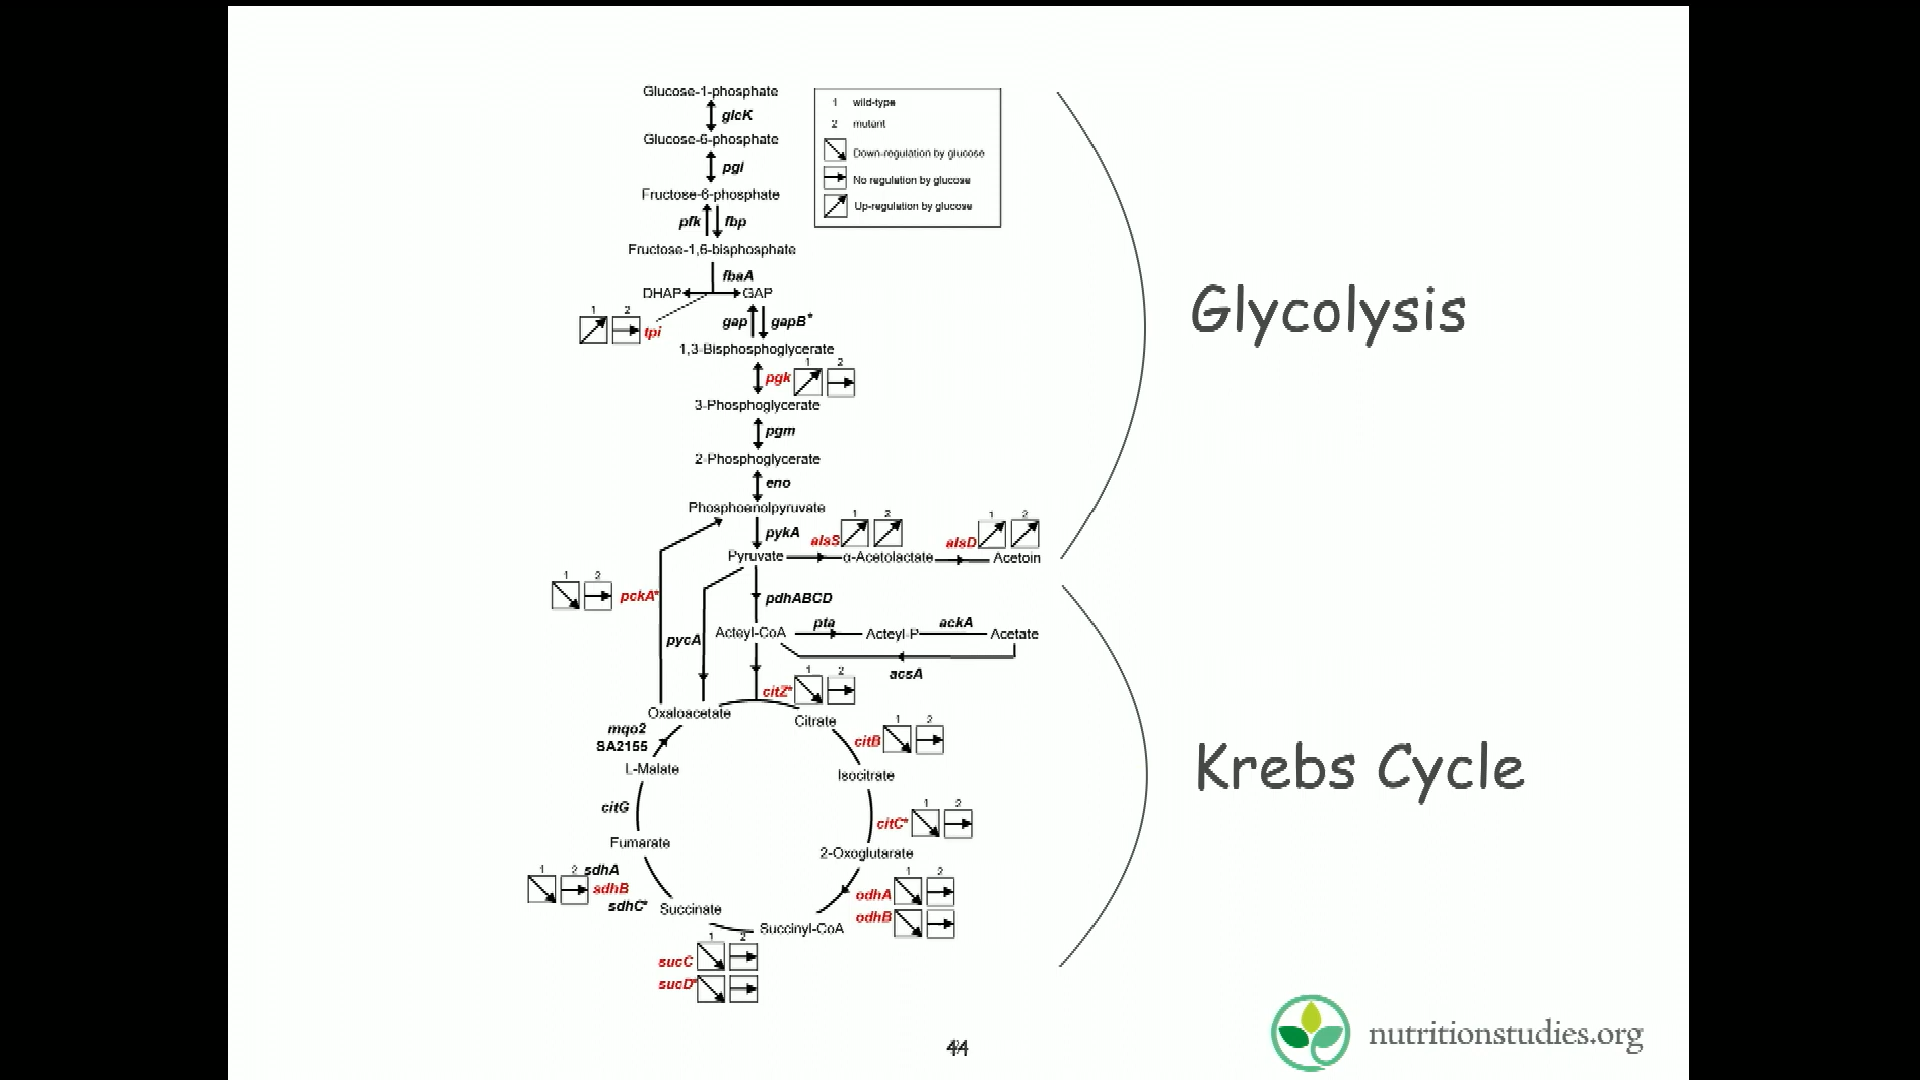 Glucose-1-phosphate
glcK
Glucose-6-phosphate
pgi
Fructose-6-phosphate
pfk fbp
Fructose-1,6-bisphosphate
fbaA
DHAP GAP
1 2
tpi
gap gapB*
1,3-Bisphosphoglycerate
1 2
pgk
3-Phosphoglycerate
pgm
2-Phosphoglycerate
eno
Phosphoenolpyruvate
pykA
1 2
alsS
1 2
alsD
Pyruvate α-Acetolactate Acetoin
1 2
pckA*
pdhABCD
pycA
Acteyl-CoA pta Acteyl-P ackA Acetate
acsA
1 2
citZ*
Oxaloacetate Citrate
mqo2
SA2155
1 2
citB
L-Malate
Isocitrate
citG
1 2
citC*
Fumarate
2-Oxoglutarate
1 2
sdhA
sdhB
sdhC*
1 2
odhA
odhB
Succinate
Succinyl-CoA
1 2
sucC
sucD*
1 wild-type
2 mutant
Down-regulation by glucose
No regulation by glucose
Up-regulation by glucose
Glycolysis
Krebs Cycle
nutritionstudies.org